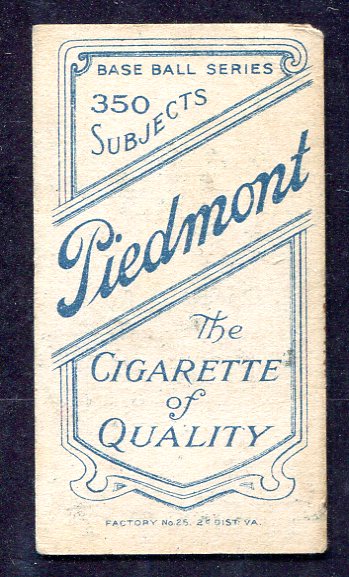 BASE BALL SERIES
350
SUBJECTS
Piedmont
The
CIGARETTE
of
QUALITY
FACTORY No. 25. 2D DIST. VA.